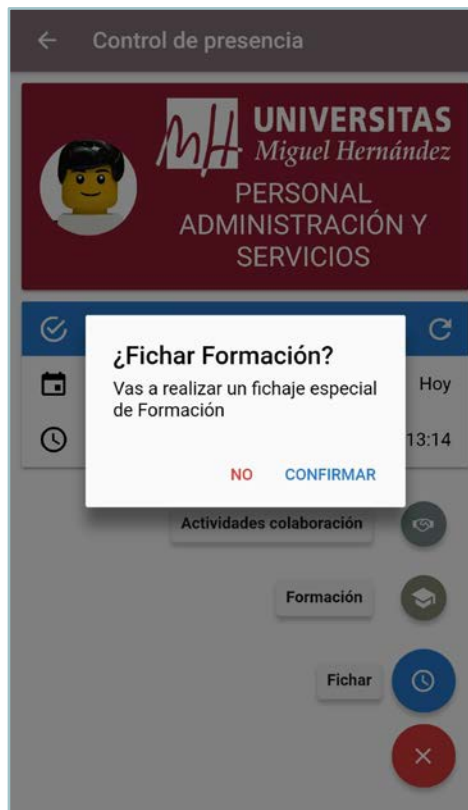 Control de presencia
UNIVERSITAS
Miguel Hernández
PERSONAL
ADMINISTRACIÓN Y
SERVICIOS
¿Fichar Formación?
Vas a realizar un fichaje especial
de Formación
Hoy
13:14
NO CONFIRMAR
Actividades colaboración
Formación
Fichar